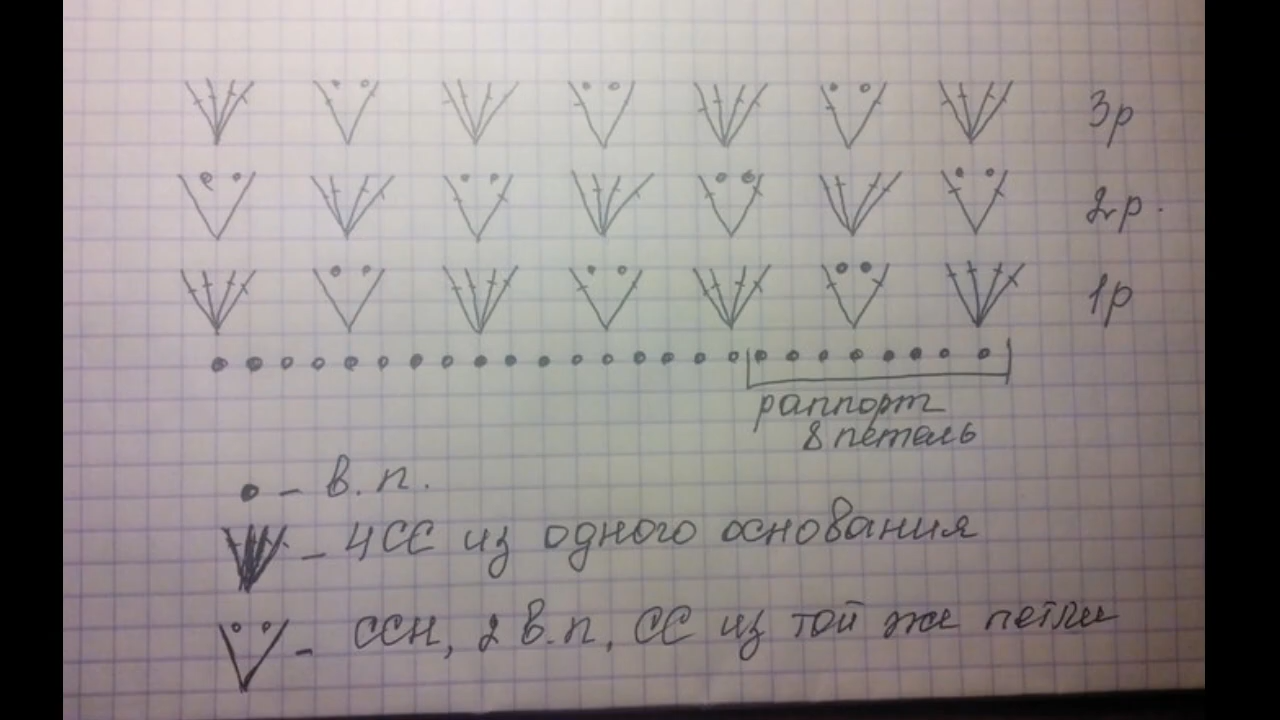 3р
2р.
1р
раппорт
8 петель
- в.п.
- 4СС из одного основания
- ССН, 2 в.п, СС из той же петли